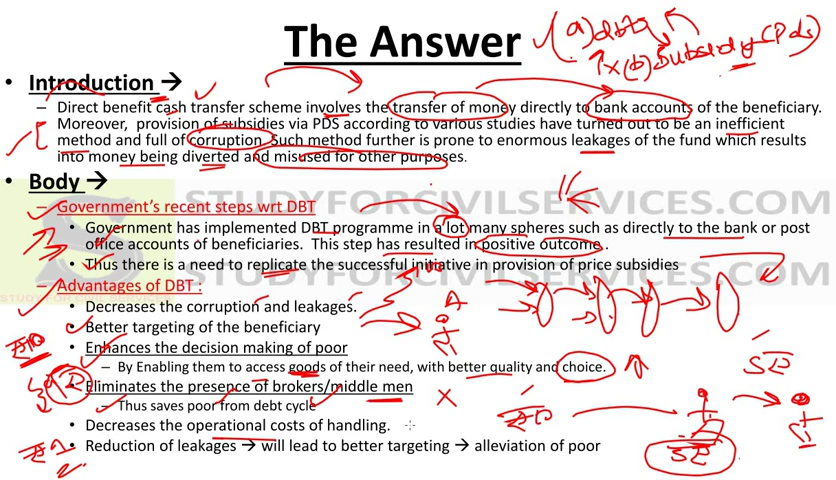 The Answer
(a) dbt
(b) Subsidy (Pds)
• Introduction →
– Direct benefit cash transfer scheme involves the transfer of money directly to bank accounts of the beneficiary.
Moreover, provision of subsidies via PDS according to various studies have turned out to be an inefficient
method and full of corruption. Such method further is prone to enormous leakages of the fund which results
into money being diverted and misused for other purposes.
• Body →
STUDYFORCIVILSERVICES.COM
– Government's recent steps wrt DBT
• Government has implemented DBT programme in a lot many spheres such as directly to the bank or post
office accounts of beneficiaries. This step has resulted in positive outcome.
• Thus there is a need to replicate the successful initiative in provision of price subsidies
STUDYFORCIVILSERVICES.COM
– Advantages of DBT :
• Decreases the corruption and leakages.
• Better targeting of the beneficiary
• Enhances the decision making of poor
– By Enabling them to access goods of their need, with better quality and choice.
• Eliminates the presence of brokers/middle men
– Thus saves poor from debt cycle
• Decreases the operational costs of handling.
• Reduction of leakages → will lead to better targeting → alleviation of poor